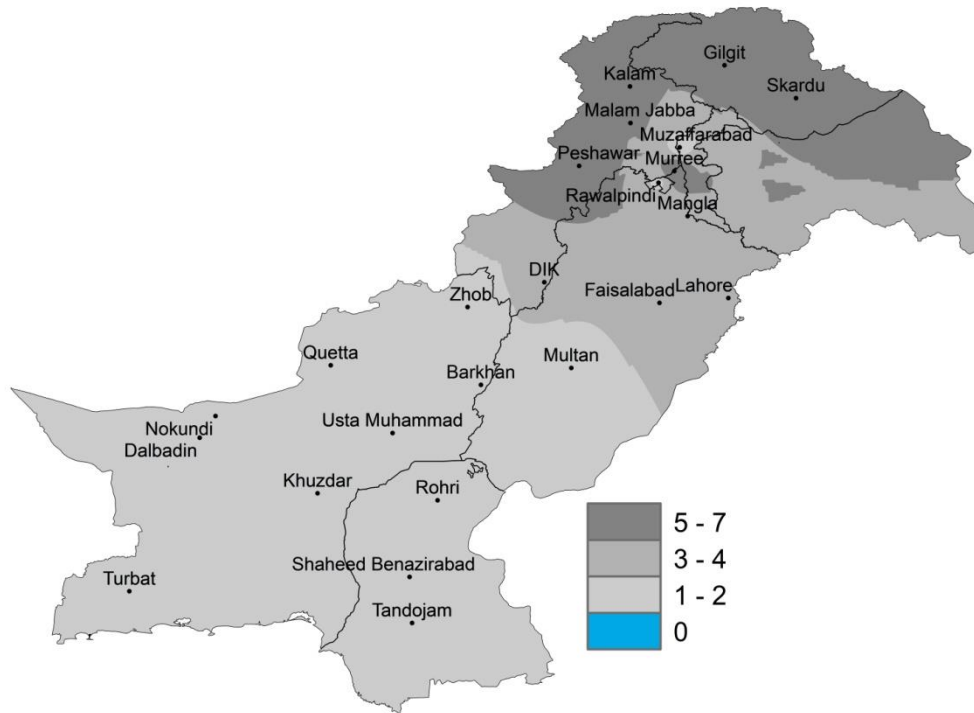 Gilgit
Kalam
Skardu
Malam Jabba
Muzaffarabad
Peshawar
Murree
Rawalpindi
Mangla
DIK
Faisalabad
Lahore
Zhob
Quetta
Multan
Barkhan
Usta Muhammad
Nokundi
Dalbadin
Khuzdar
Rohri
Shaheed Benazirabad
Turbat
Tandojam
5 - 7
3 - 4
1 - 2
0